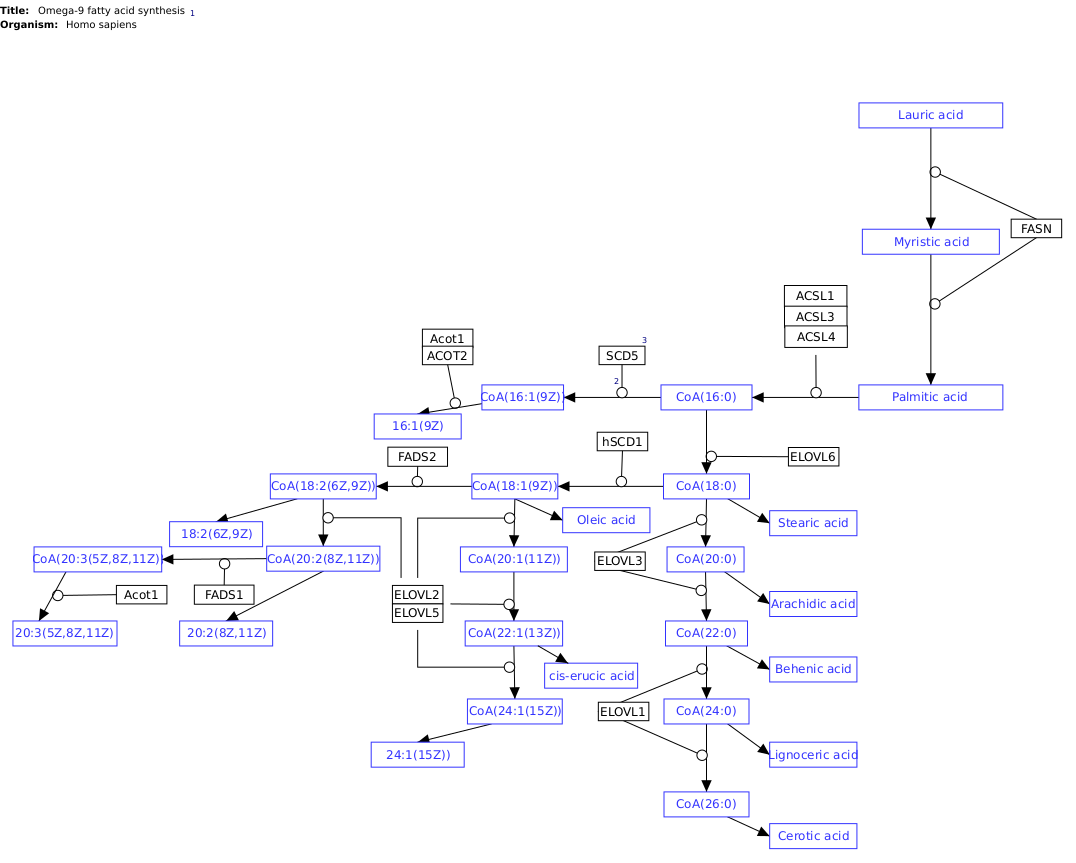 Title: Omega-9 fatty acid synthesis 1
Organism: Homo sapiens
Lauric acid
FASN
Myristic acid
ACSL1
ACSL3
ACSL4
Acot1
ACOT2
3
SCD5
2
CoA(16:1(9Z))
CoA(16:0)
Palmitic acid
16:1(9Z)
hSCD1
FADS2
ELOVL6
CoA(18:2(6Z,9Z))
CoA(18:1(9Z))
CoA(18:0)
Oleic acid
Stearic acid
18:2(6Z,9Z)
CoA(20:3(5Z,8Z,11Z))
CoA(20:2(8Z,11Z))
CoA(20:1(11Z))
ELOVL3
CoA(20:0)
Acot1
FADS1
ELOVL2
ELOVL5
Arachidic acid
20:3(5Z,8Z,11Z)
20:2(8Z,11Z)
CoA(22:1(13Z))
CoA(22:0)
cis-erucic acid
Behenic acid
CoA(24:1(15Z))
ELOVL1
CoA(24:0)
24:1(15Z))
Lignoceric acid
CoA(26:0)
Cerotic acid